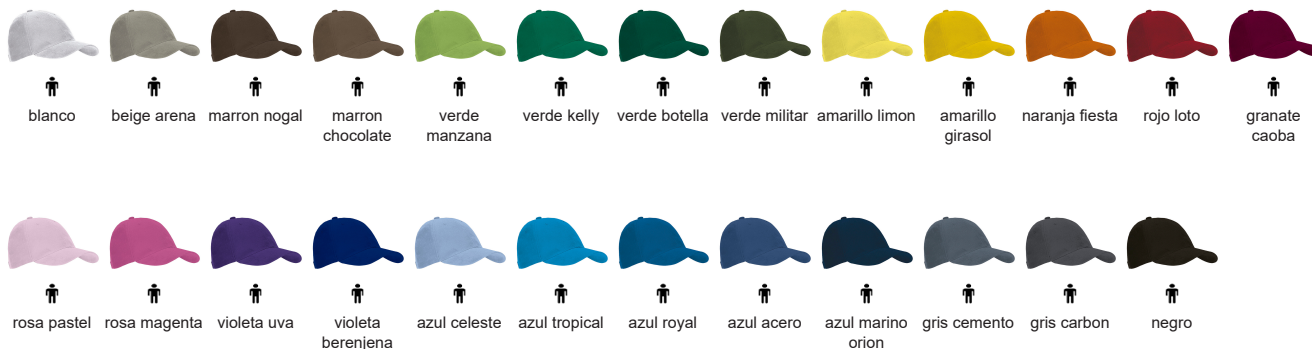 blanco
beige arena
marron nogal
marron
chocolate
verde
manzana
verde kelly
verde botella
verde militar
amarillo limon
amarillo
girasol
naranja fiesta
rojo loto
granate
caoba
rosa pastel
rosa magenta
violeta uva
violeta
berenjena
azul celeste
azul tropical
azul royal
azul acero
azul marino
orion
gris cemento
gris carbon
negro